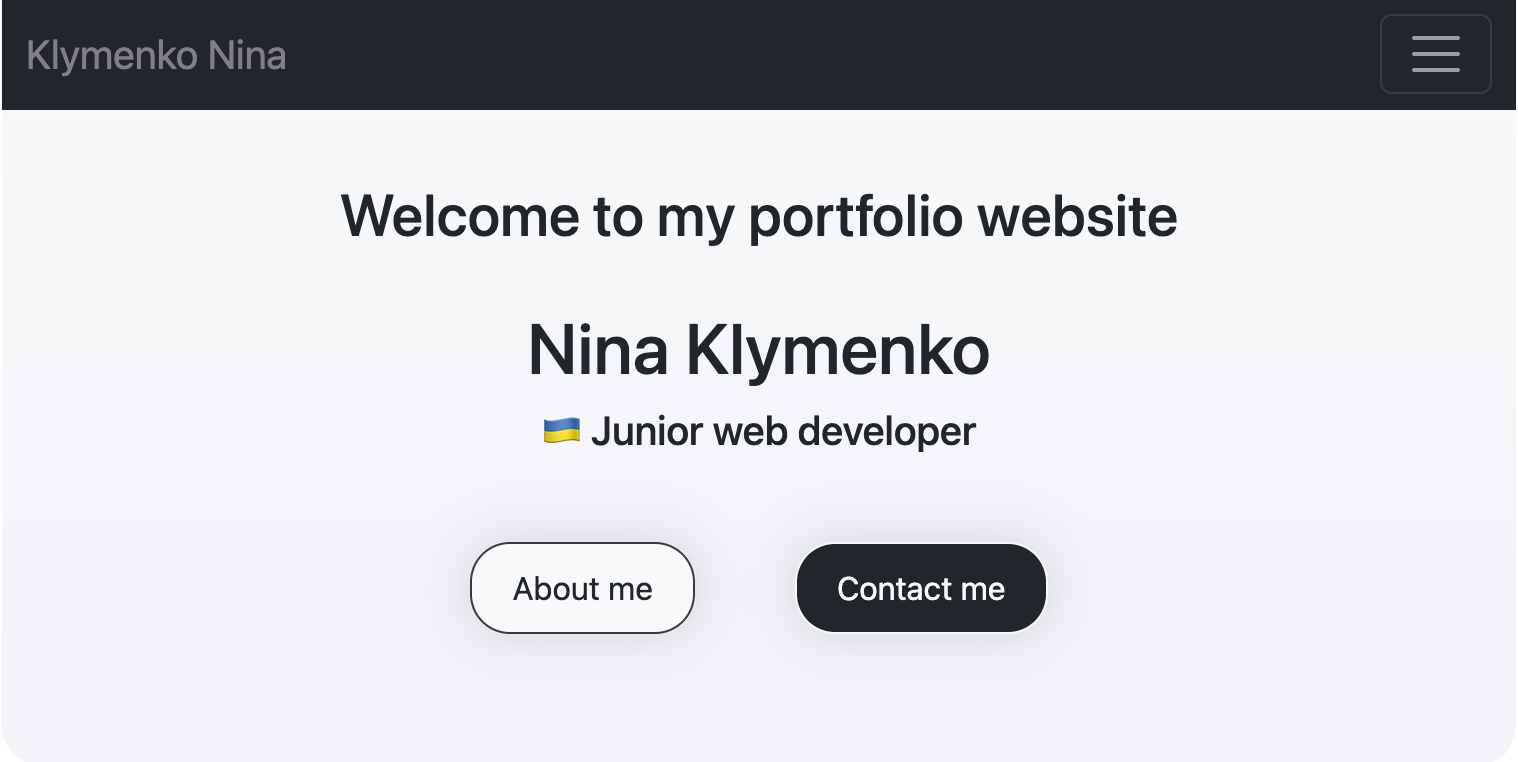 Klymenko Nina
Welcome to my portfolio website
Nina Klymenko
🇺🇦 Junior web developer
About me
Contact me